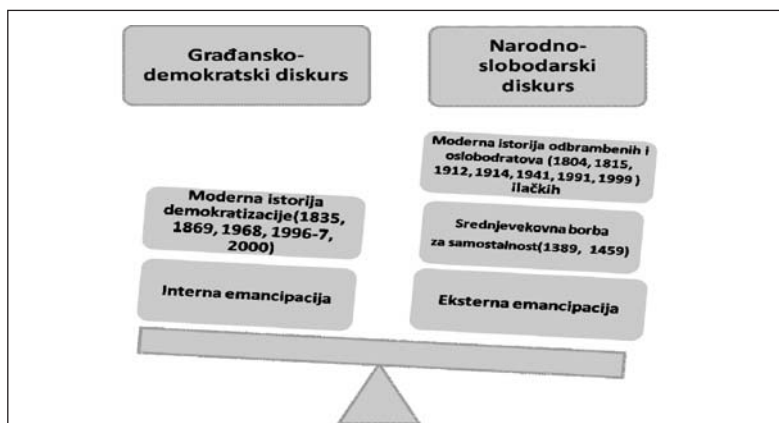 Građansko-
demokratski diskurs
Narodno-
slobodarski
diskurs
Moderna istorija
demokratizacije(1835,
1869, 1968, 1996-7,
2000)
Interna emancipacija
Moderna istorija odbrambenih i
oslobodratova (1804, 1815,
1912, 1914, 1941, 1991, 1999)
ilačkih
Srednjevekovna borba
za samostalnost(1389, 1459)
Eksterna emancipacija